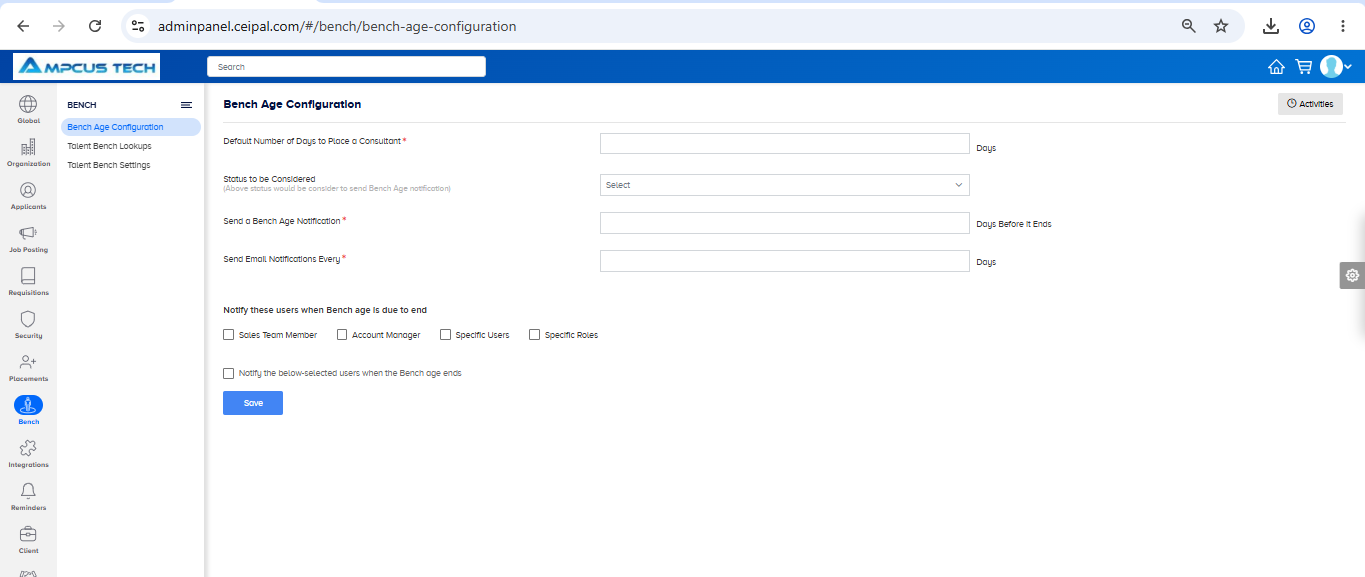 adminpanel.ceipal.com/#/bench/bench-age-configuration
AMPCUS TECH
Search
Global
Organization
Applicants
Job Posting
Requisitions
Security
Placements
Bench
Integrations
Reminders
Client
BENCH
Bench Age Configuration
Talent Bench Lookups
Talent Bench Settings
Bench Age Configuration
Activities
Default Number of Days to Place a Consultant *
Days
Status to be Considered
(Above status would be consider to send Bench Age notification)
Select
Send a Bench Age Notification *
Days Before It Ends
Send Email Notifications Every *
Days
Notify these users when Bench age is due to end
Sales Team Member Account Manager Specific Users Specific Roles
Notify the below-selected users when the Bench age ends
Save